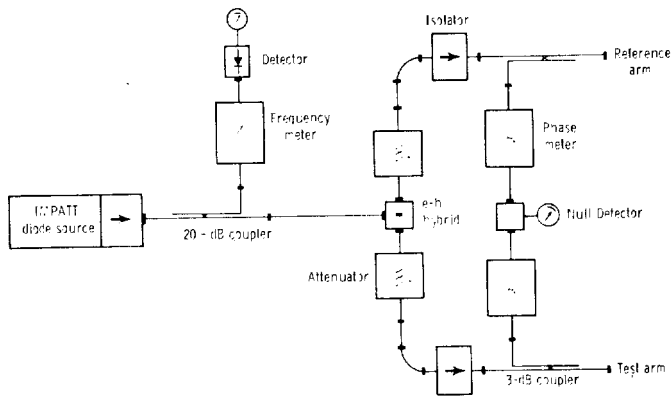 Isolator
Detector
Reference
arm
Frequency
meter
Phase
meter
IMPATT
diode source
e-h
hybrid
Null Detector
20 - dB coupler
Attenuator
3-dB coupler
Test arm